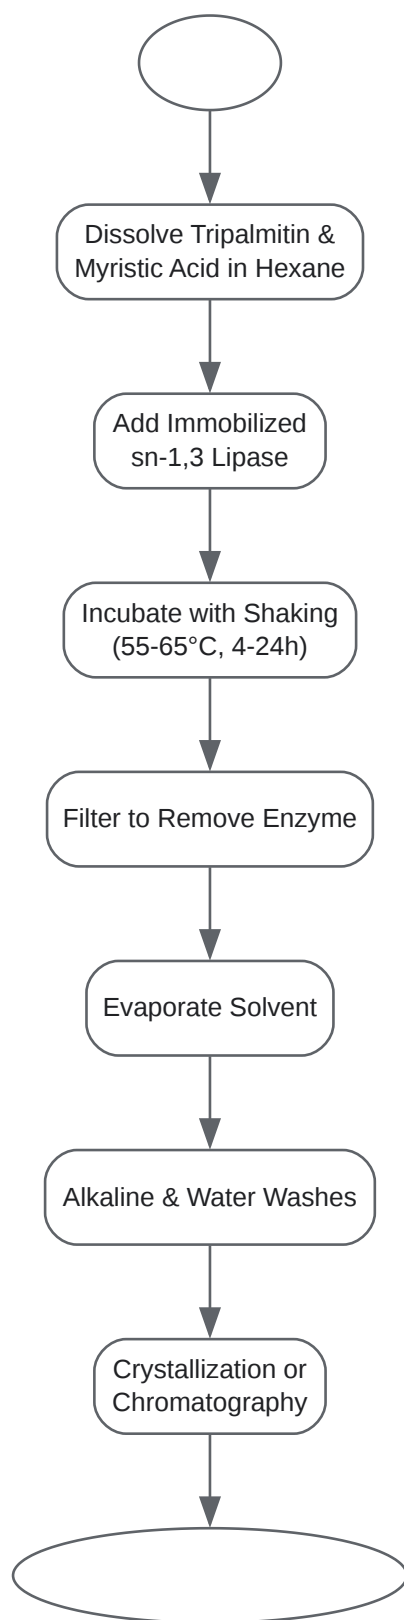 Dissolve Tripalmitin &
Myristic Acid in Hexane
Add Immobilized
sn-1,3 Lipase
Incubate with Shaking
(55-65°C, 4-24h)
Filter to Remove Enzyme
Evaporate Solvent
Alkaline & Water Washes
Crystallization or
Chromatography